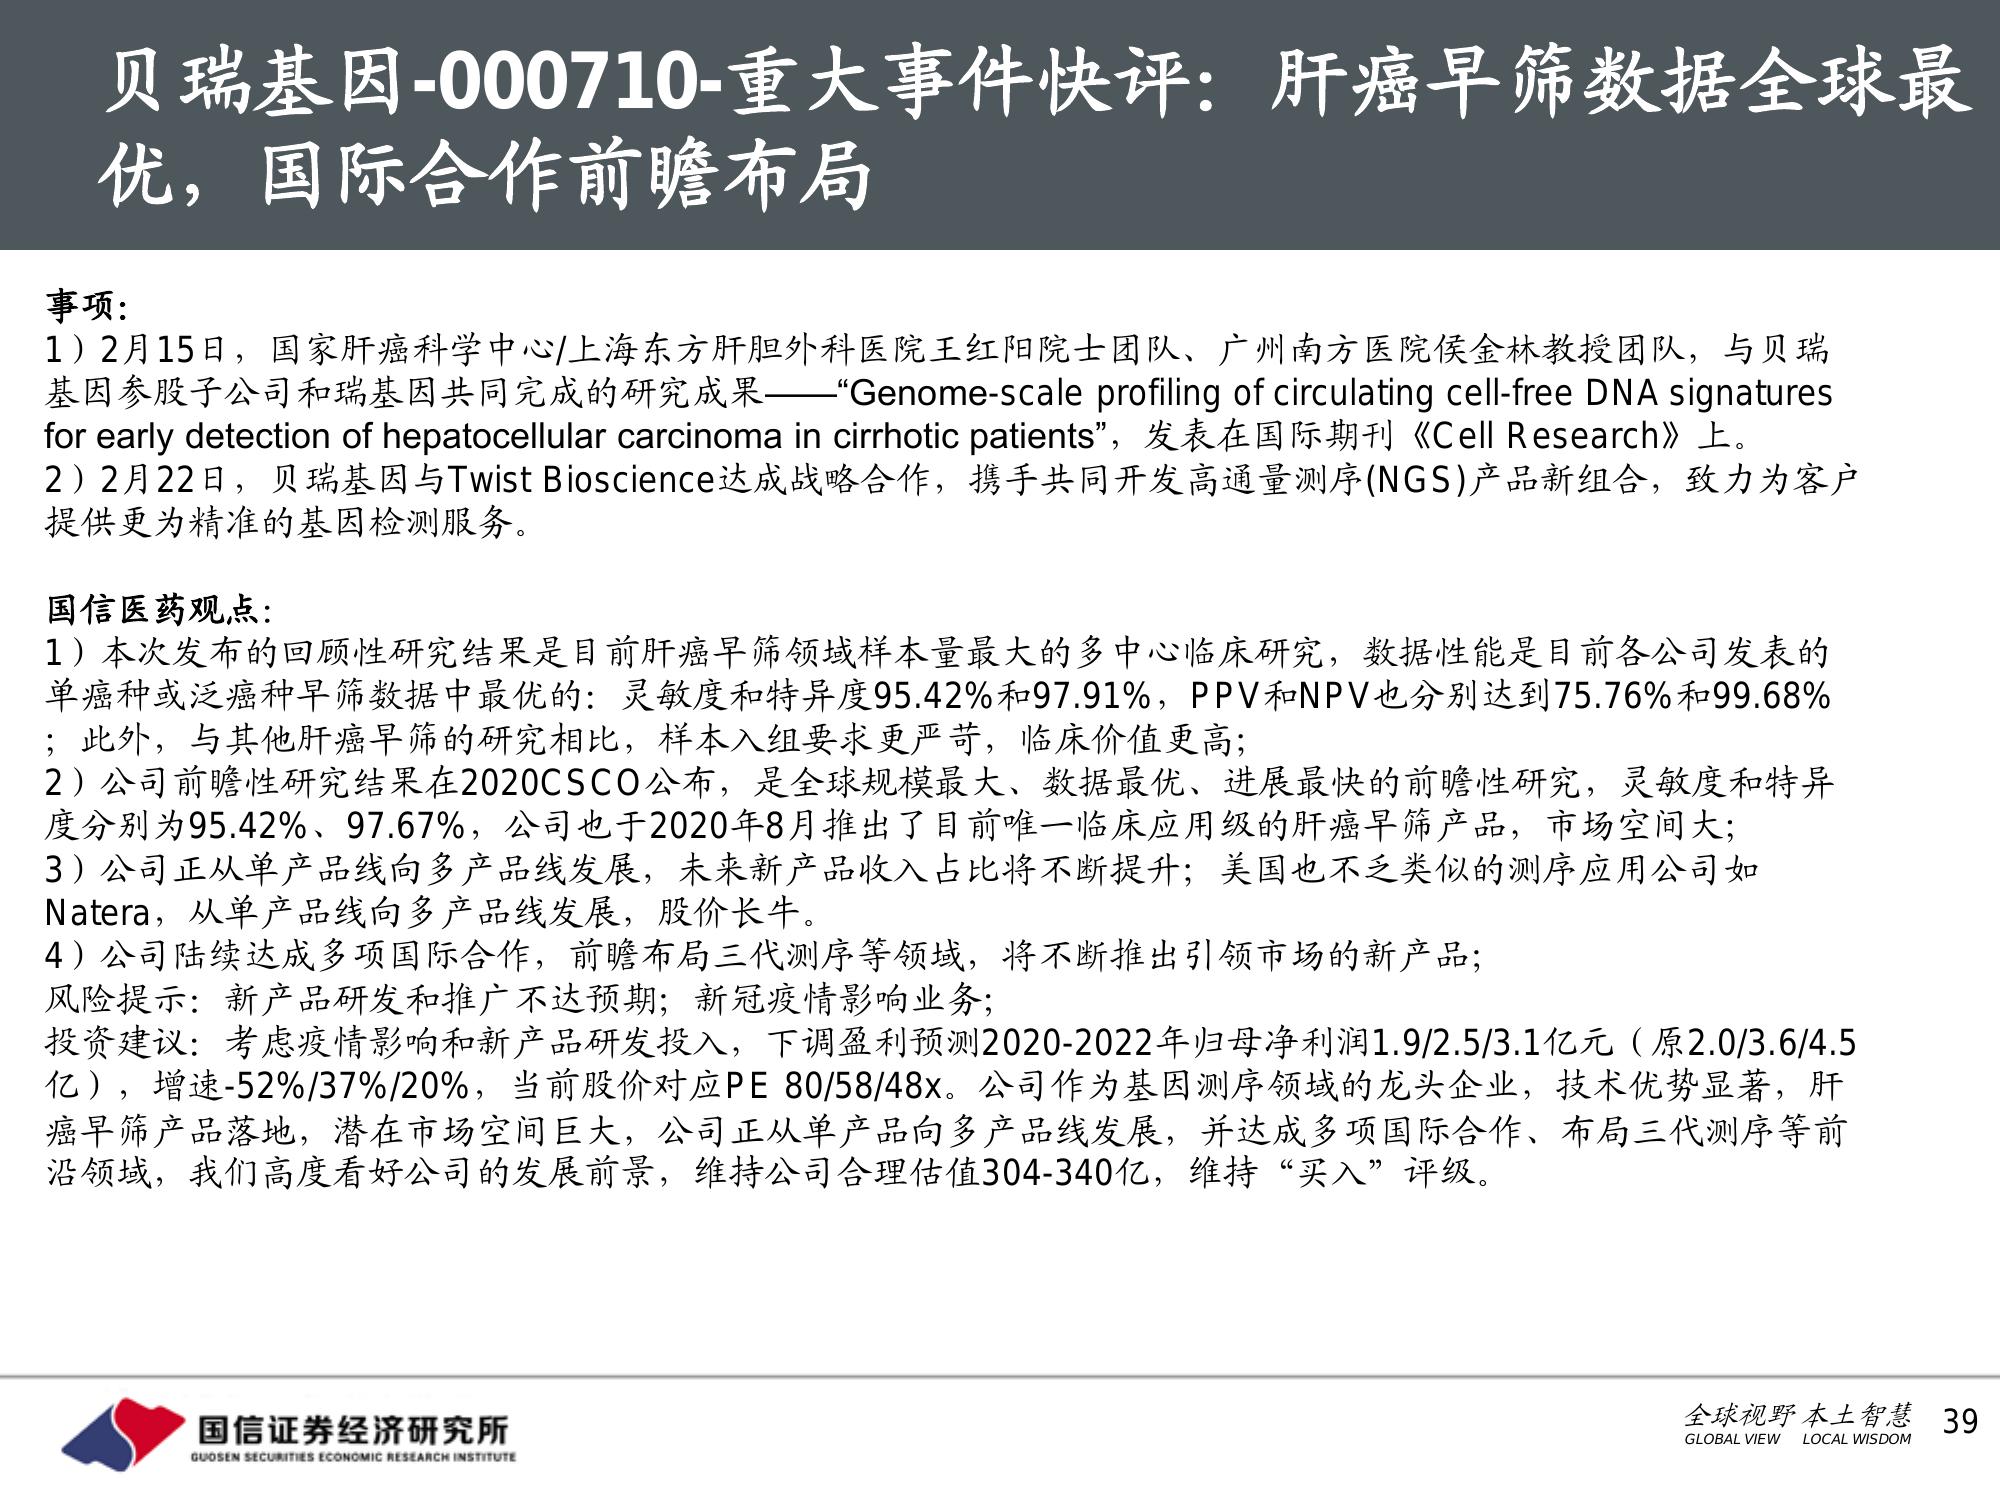 贝瑞基因-000710-重大事件快评：肝癌早筛数据全球最
优，国际合作前瞻布局
事项：
1）2月15日，国家肝癌科学中心/上海东方肝胆外科医院王红阳院士团队、广州南方医院侯金林教授团队，与贝瑞
基因参股子公司和瑞基因共同完成的研究成果——“Genome-scale profiling of circulating cell-free DNA signatures
for early detection of hepatocellular carcinoma in cirrhotic patients”，发表在国际期刊《Cell Research》上。
2）2月22日，贝瑞基因与Twist Bioscience达成战略合作，携手共同开发高通量测序(NGS)产品新组合，致力为客户
提供更为精准的基因检测服务。
国信医药观点：
1）本次发布的回顾性研究结果是目前肝癌早筛领域样本量最大的多中心临床研究，数据性能是目前各公司发表的
单癌种或泛癌种早筛数据中最优的：灵敏度和特异度95.42%和97.91%，PPV和NPV也分别达到75.76%和99.68%
；此外，与其他肝癌早筛的研究相比，样本入组要求更严苛，临床价值更高；
2）公司前瞻性研究结果在2020CSCO公布，是全球规模最大、数据最优、进展最快的前瞻性研究，灵敏度和特异
度分别为95.42%、97.67%，公司也于2020年8月推出了目前唯一临床应用级的肝癌早筛产品，市场空间大；
3）公司正从单产品线向多产品线发展，未来新产品收入占比将不断提升；美国也不乏类似的测序应用公司如
Natera，从单产品线向多产品线发展，股价长牛。
4）公司陆续达成多项国际合作，前瞻布局三代测序等领域，将不断推出引领市场的新产品；
风险提示：新产品研发和推广不达预期；新冠疫情影响业务；
投资建议：考虑疫情影响和新产品研发投入，下调盈利预测2020-2022年归母净利润1.9/2.5/3.1亿元（原2.0/3.6/4.5
亿），增速-52%/37%/20%，当前股价对应PE 80/58/48x。公司作为基因测序领域的龙头企业，技术优势显著，肝
癌早筛产品落地，潜在市场空间巨大，公司正从单产品向多产品线发展，并达成多项国际合作、布局三代测序等前
沿领域，我们高度看好公司的发展前景，维持公司合理估值304-340亿，维持“买入”评级。
国信证券经济研究所
GUOSEN SECURITIES ECONOMIC RESEARCH INSTITUTE
全球视野 本土智慧
GLOBAL VIEW LOCAL WISDOM
39